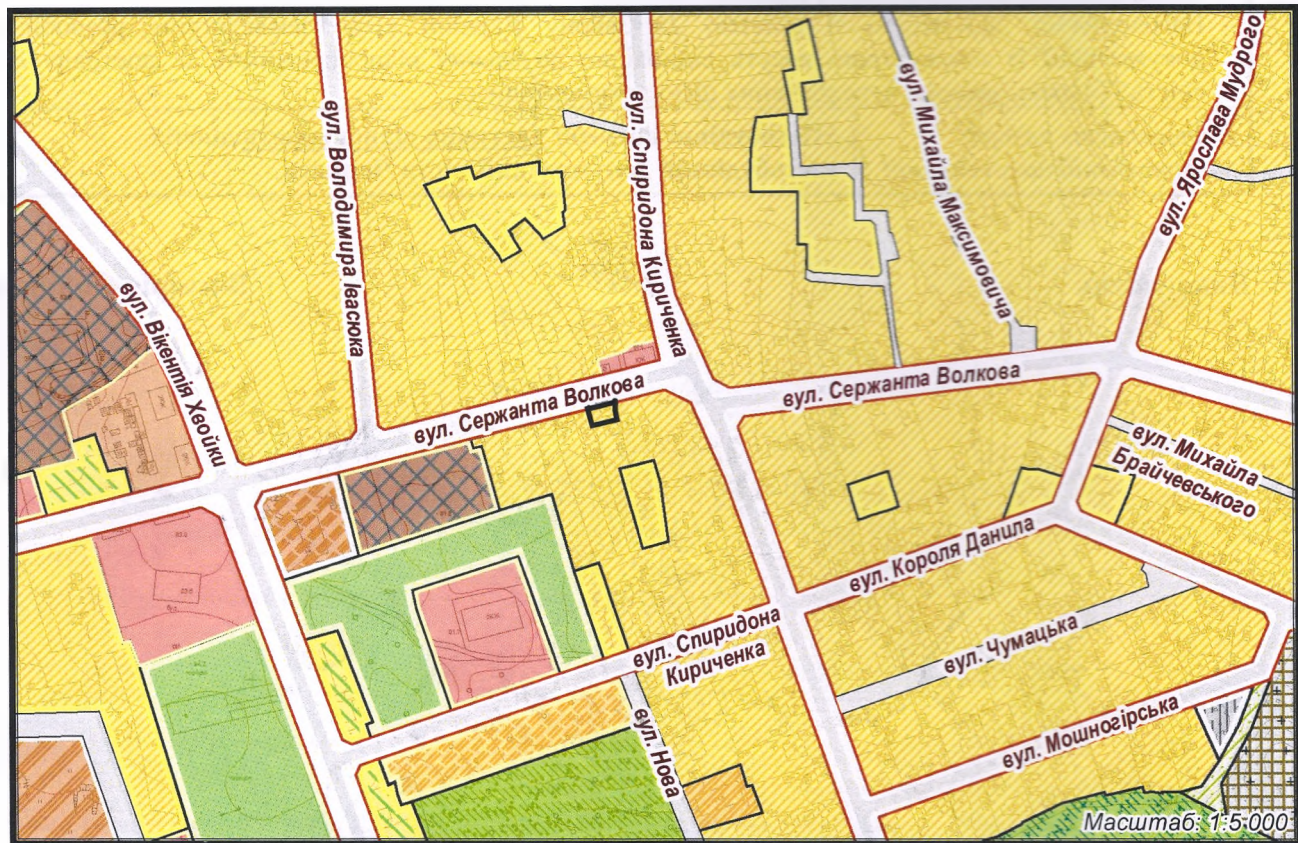 вул. Володимира Івасюка
вул. Спиридона Кириченка
вул. Михайла Максимовича
вул. Ярослава Мудрого
вул. Вікентія Хвойки
вул. Сержанта Волкова
вул. Сержанта Волкова
вул. Михайла
Брайчевського
вул. Короля Данила
вул. Спиридона
Кириченка
вул. Чумацька
вул. Нова
вул. Мошногірська
Масштаб: 1:5 000